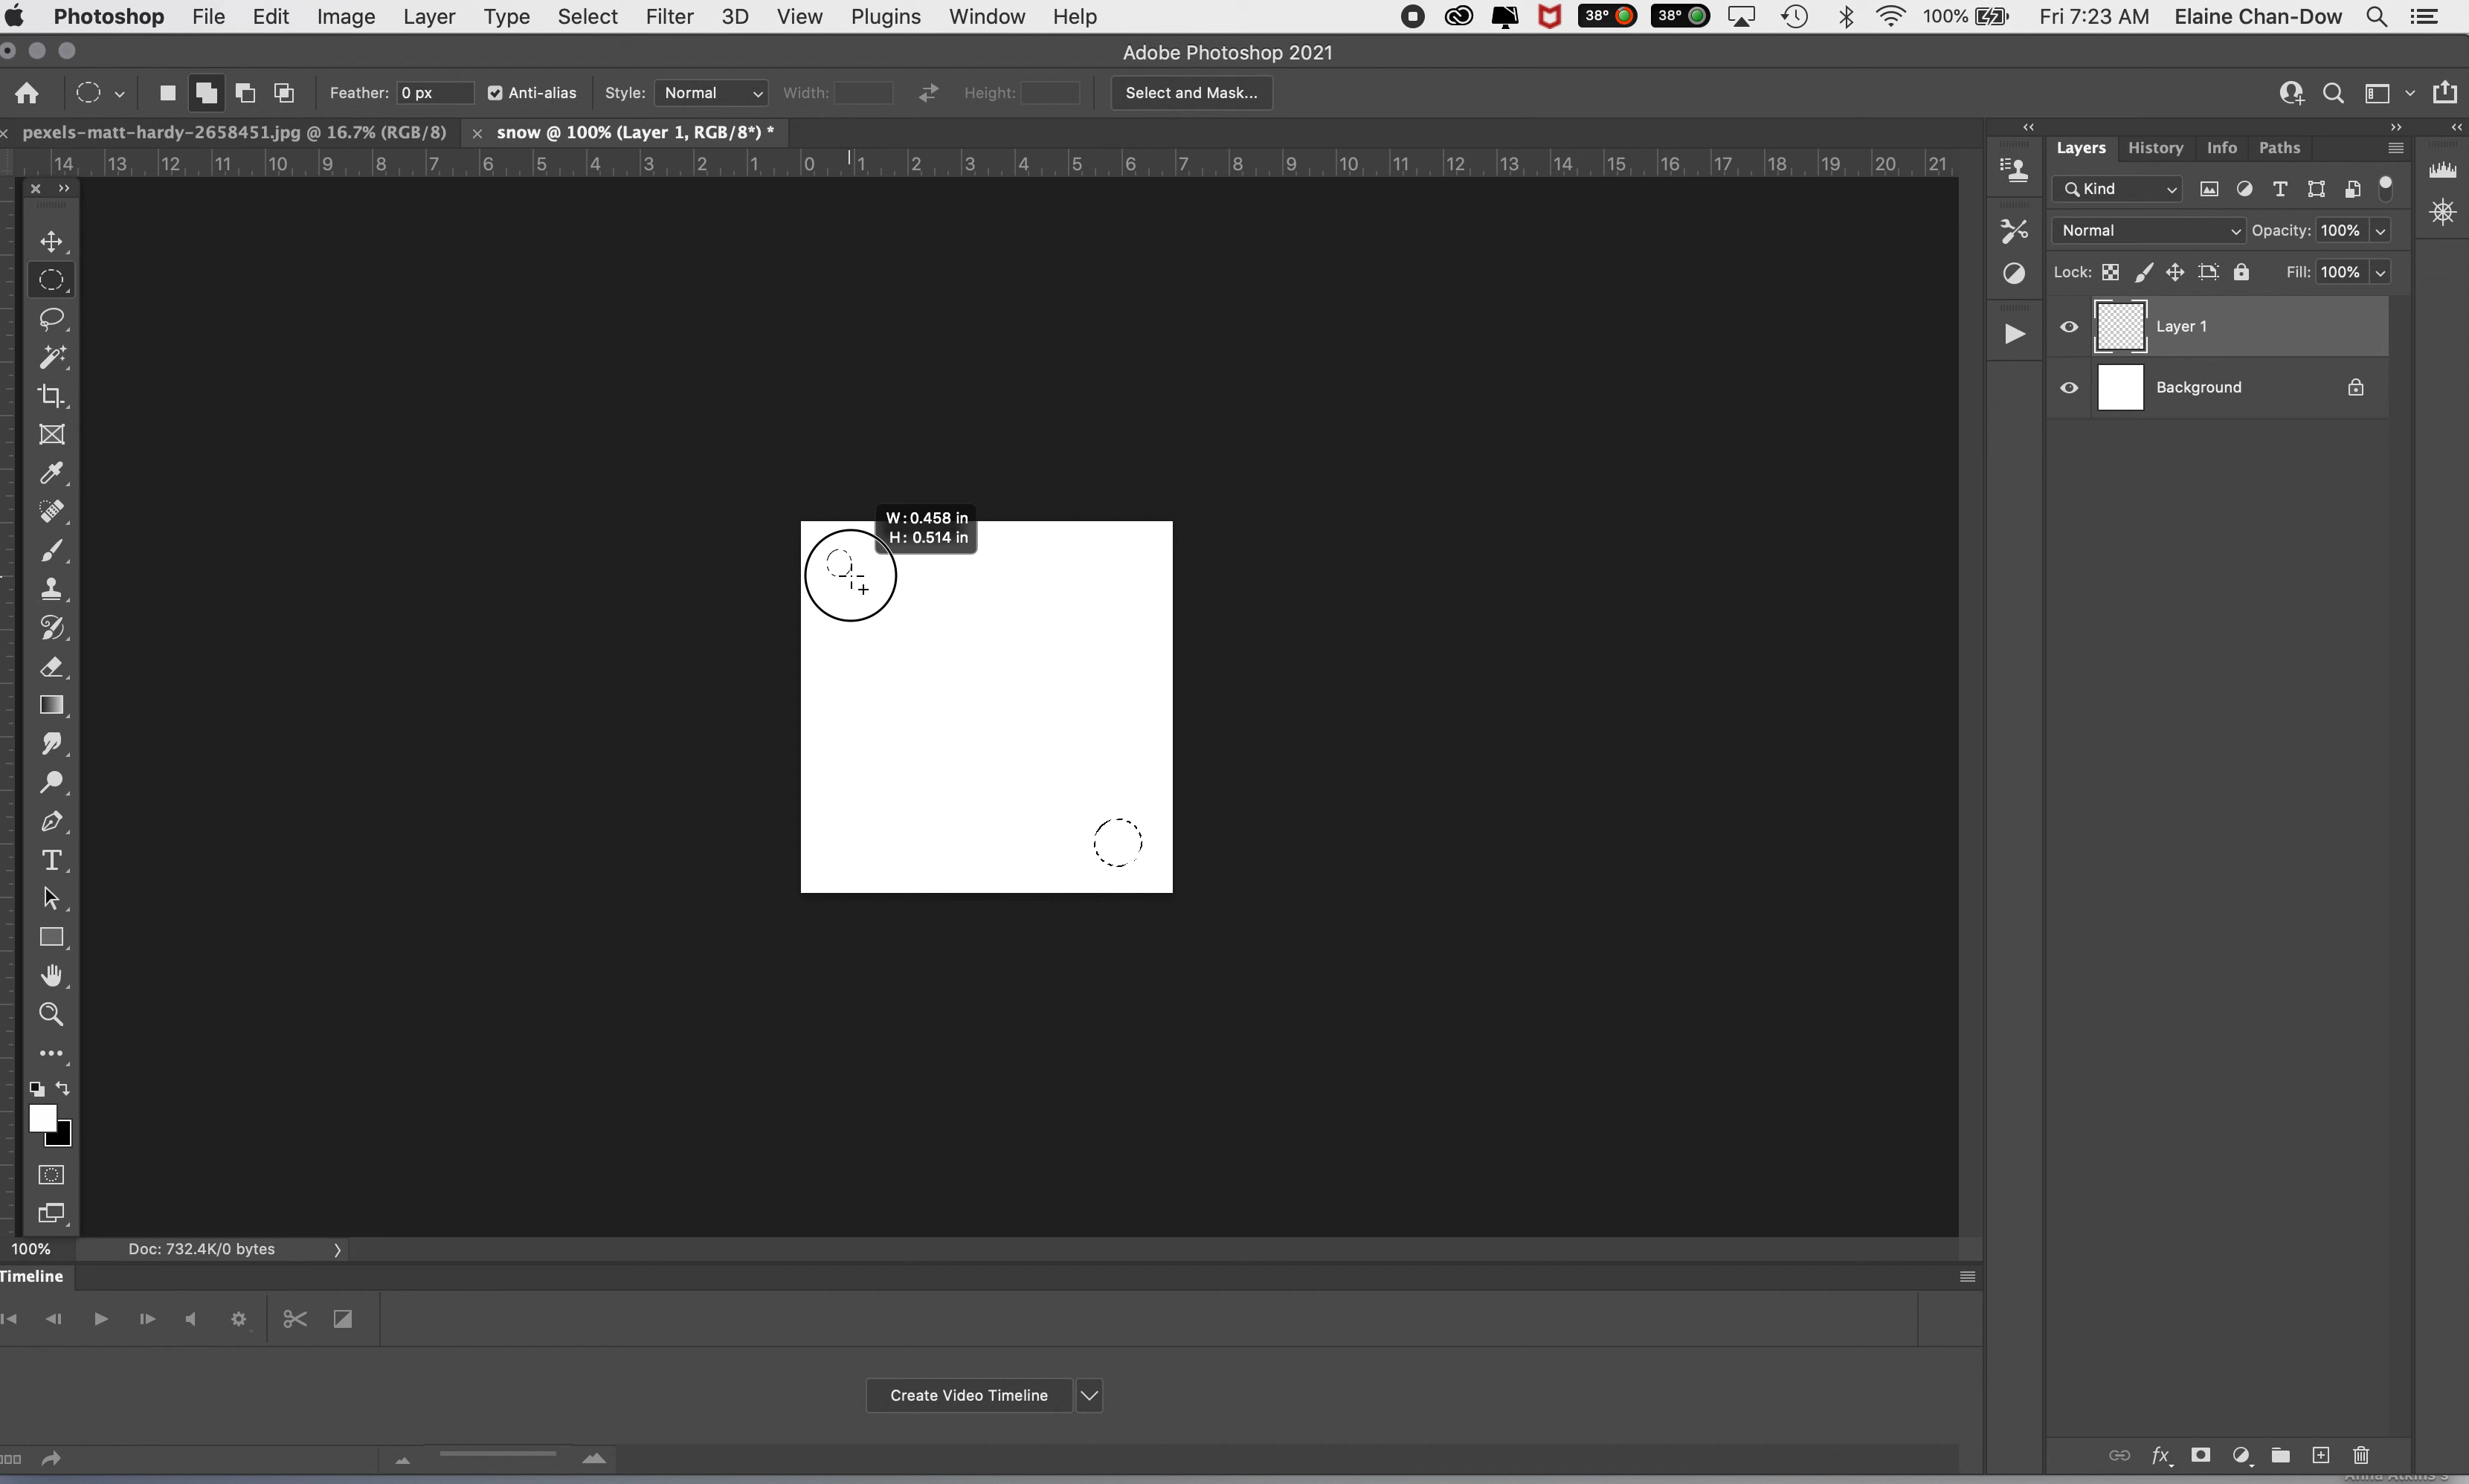 Photoshop File Edit Image Layer Type Select Filter 3D View Plugins Window Help 38° 38° 100% Fri 7:23 AM Elaine Chan-Dow
Adobe Photoshop 2021
Feather: 0 px Anti-alias Style: Normal Width: Height: Select and Mask...
× pexels-matt-hardy-2658451.jpg @ 16.7% (RGB/8) × snow @ 100% (Layer 1, RGB/8*) *
14 13 12 11 10 9 8 7 6 5 4 3 2 1 0 1 2 3 4 5 6 7 8 9 10 11 12 13 14 15 16 17 18 19 20 21
Layers History Info Paths
Kind
Normal Opacity: 100%
Lock: Fill: 100%
Layer 1
Background
W: 0.458 in
H: 0.514 in
100% Doc: 732.4K/0 bytes
Timeline
Create Video Timeline
fx